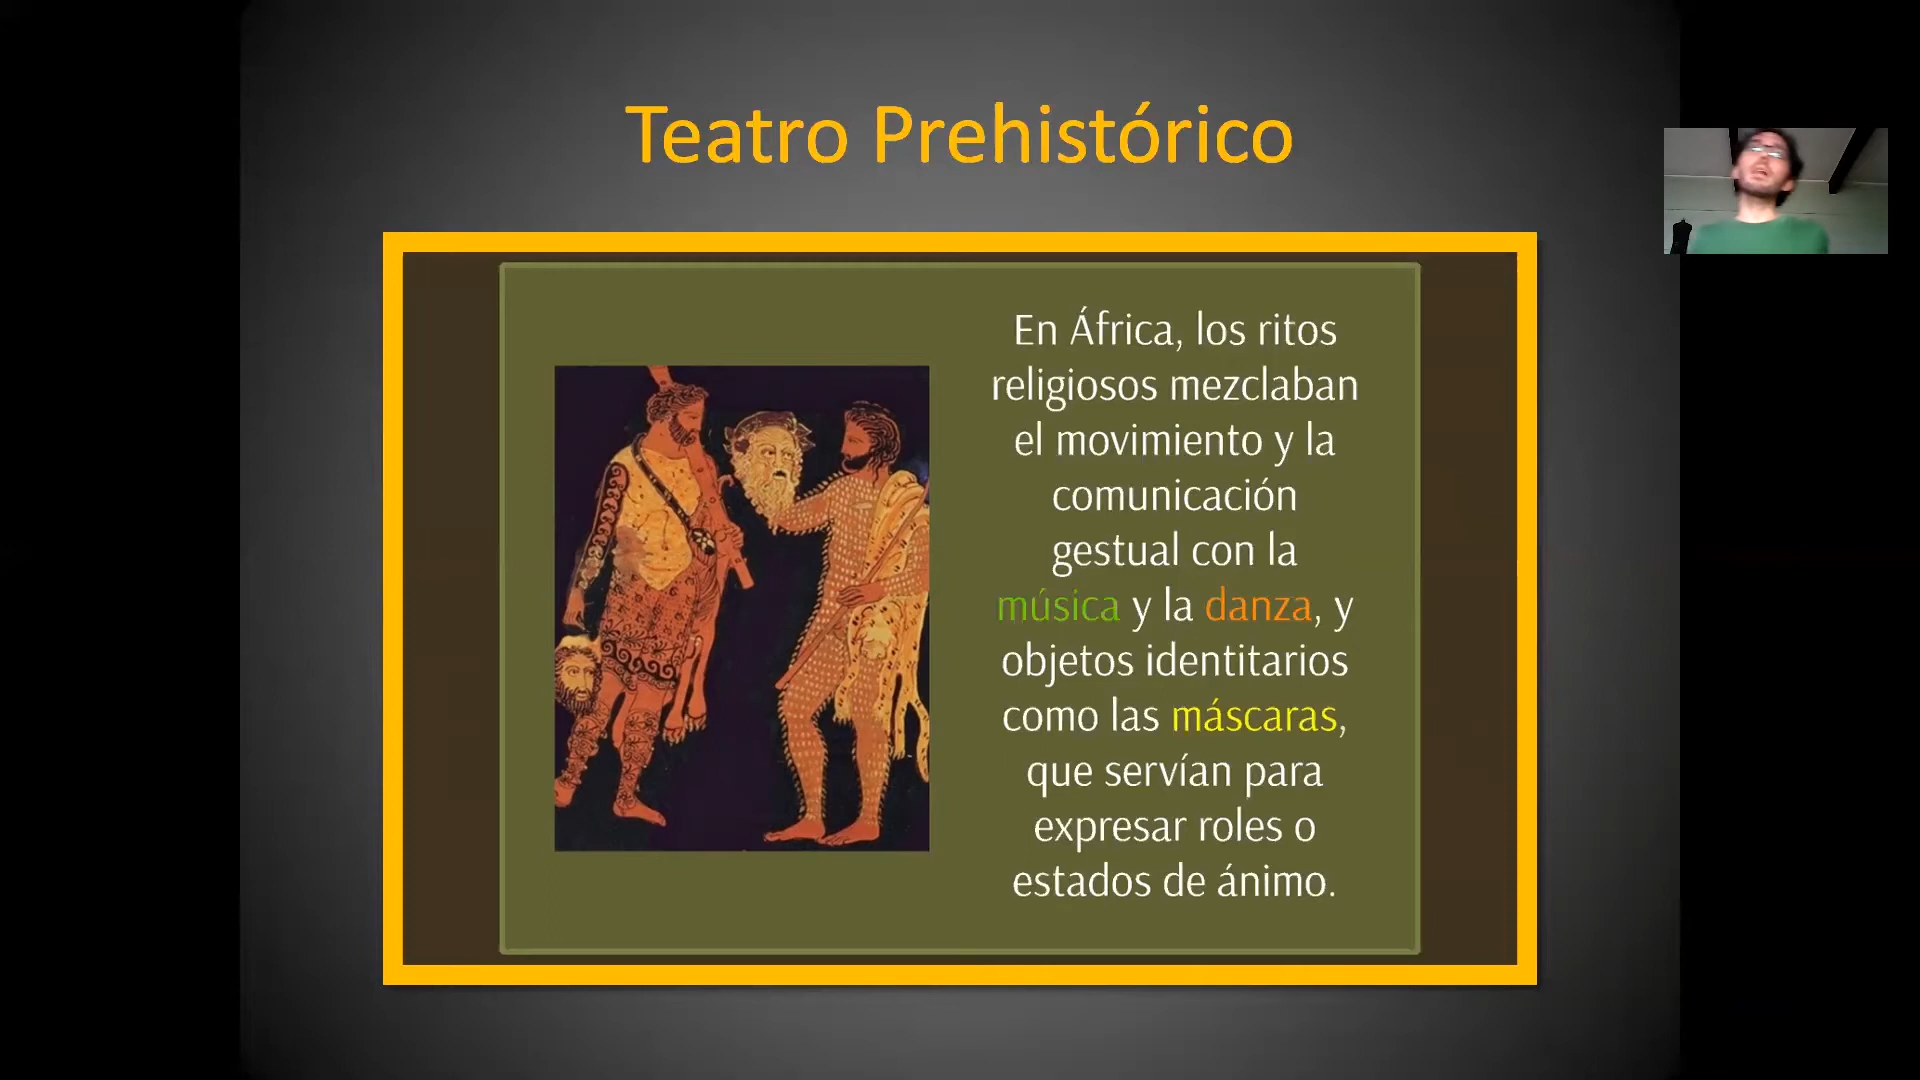 Teatro Prehistórico
En África, los ritos
religiosos mezclaban
el movimiento y la
comunicación
gestual con la
música y la danza, y
objetos identitarios
como las máscaras,
que servían para
expresar roles o
estados de ánimo.